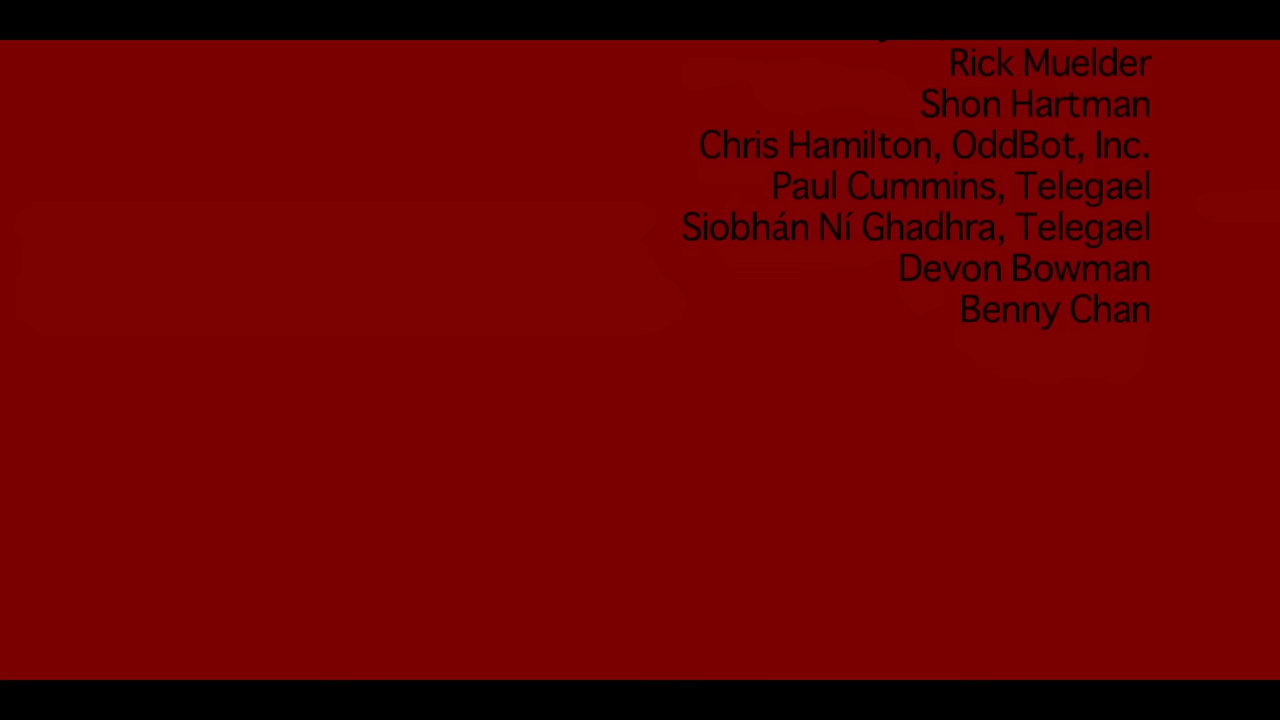 Rick Muelder
Shon Hartman
Chris Hamilton, OddBot, Inc.
Paul Cummins, Telegael
Siobhán Ní Ghadhra, Telegael
Devon Bowman
Benny Chan